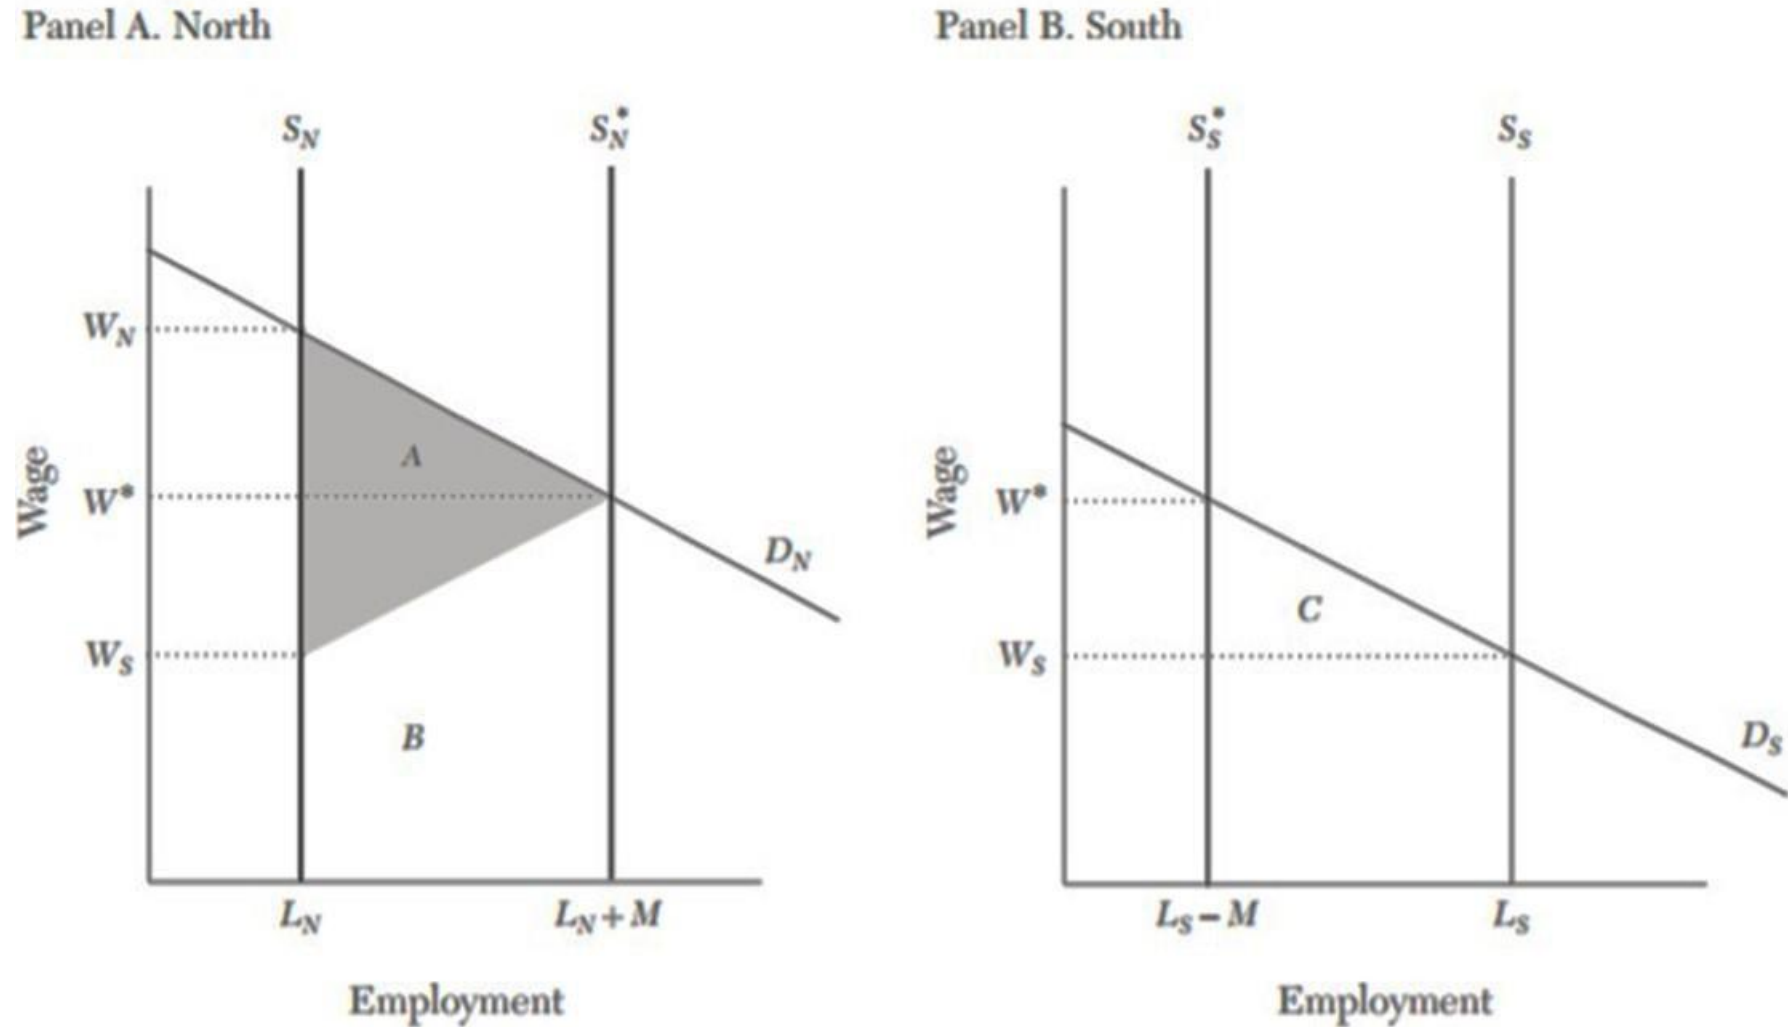 Panel A. North
S_N
S_N^*
W_N
A
W*
Wage
D_N
W_S
B
L_N
L_N+M
Employment
Panel B. South
S_S^*
S_S
W*
Wage
C
W_S
D_S
L_S−M
L_S
Employment